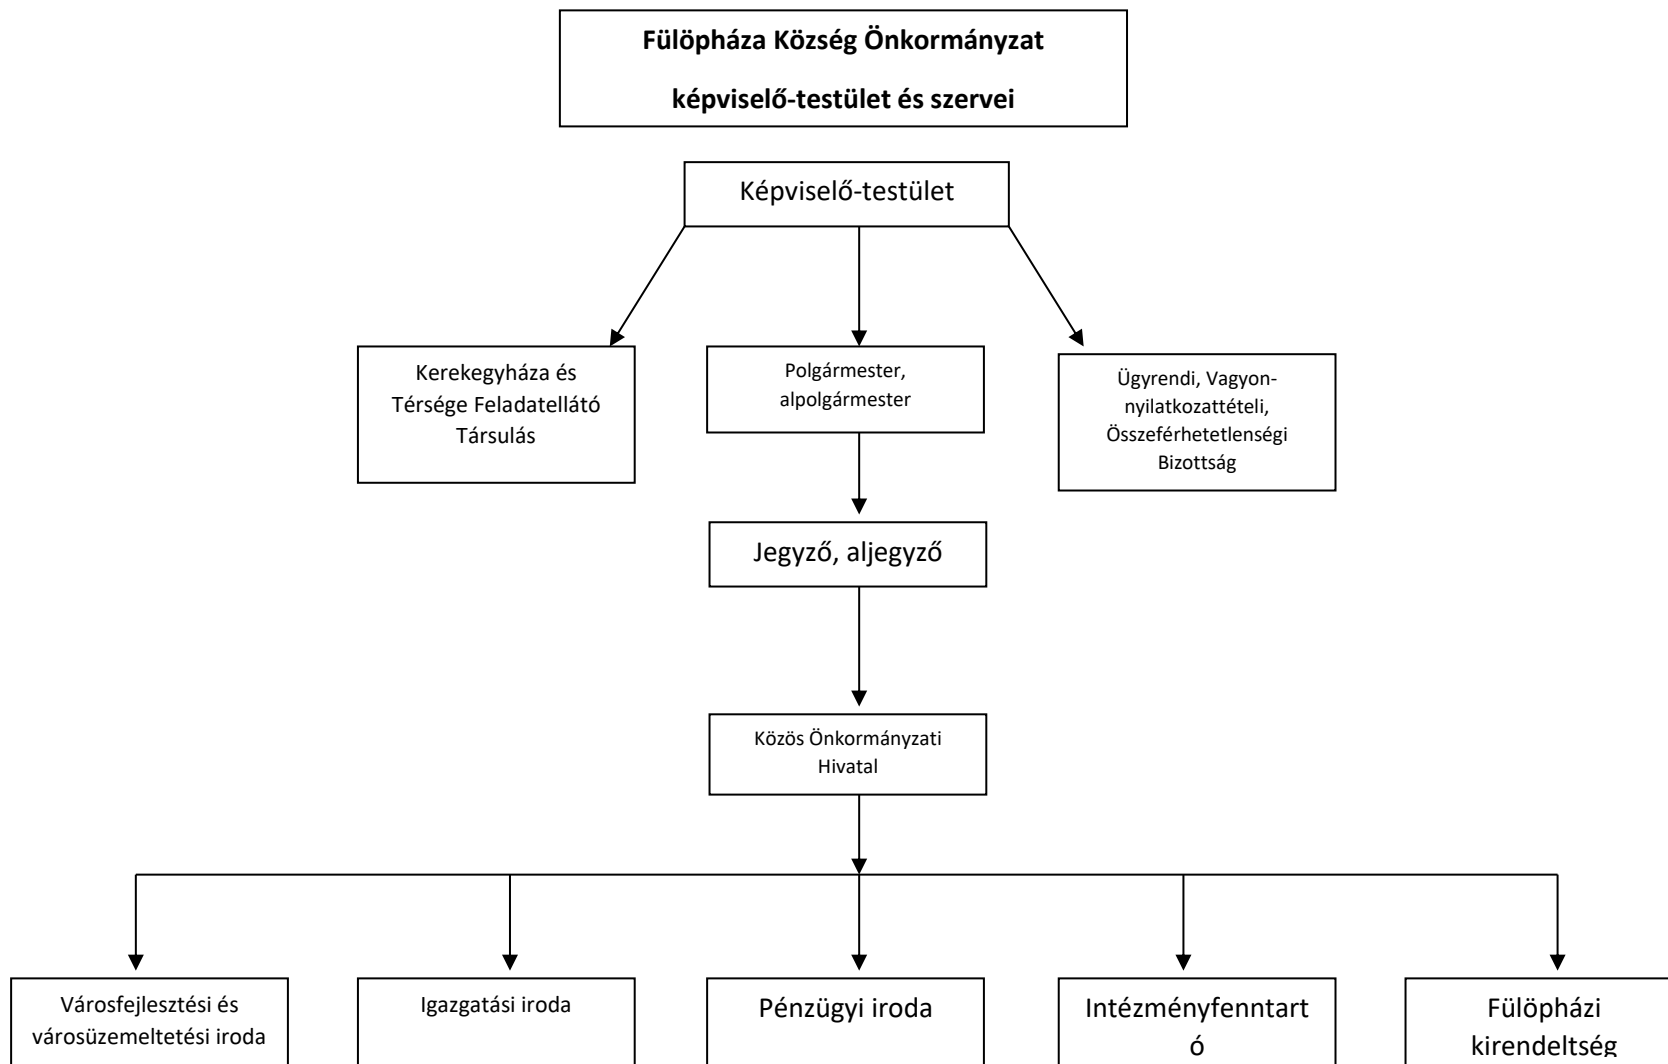 Fülöpháza Község Önkormányzat
képviselő-testület és szervei
Képviselő-testület
Kerekegyháza és
Térsége Feladatellátó
Társulás
Polgármester,
alpolgármester
Ügyrendi, Vagyon-
nyilatkozattételi,
Összeférhetetlenségi
Bizottság
Jegyző, aljegyző
Közös Önkormányzati
Hivatal
Városfejlesztési és
városüzemeltetési iroda
Igazgatási iroda
Pénzügyi iroda
Intézményfenntart
ó
Fülöpházi
kirendeltség